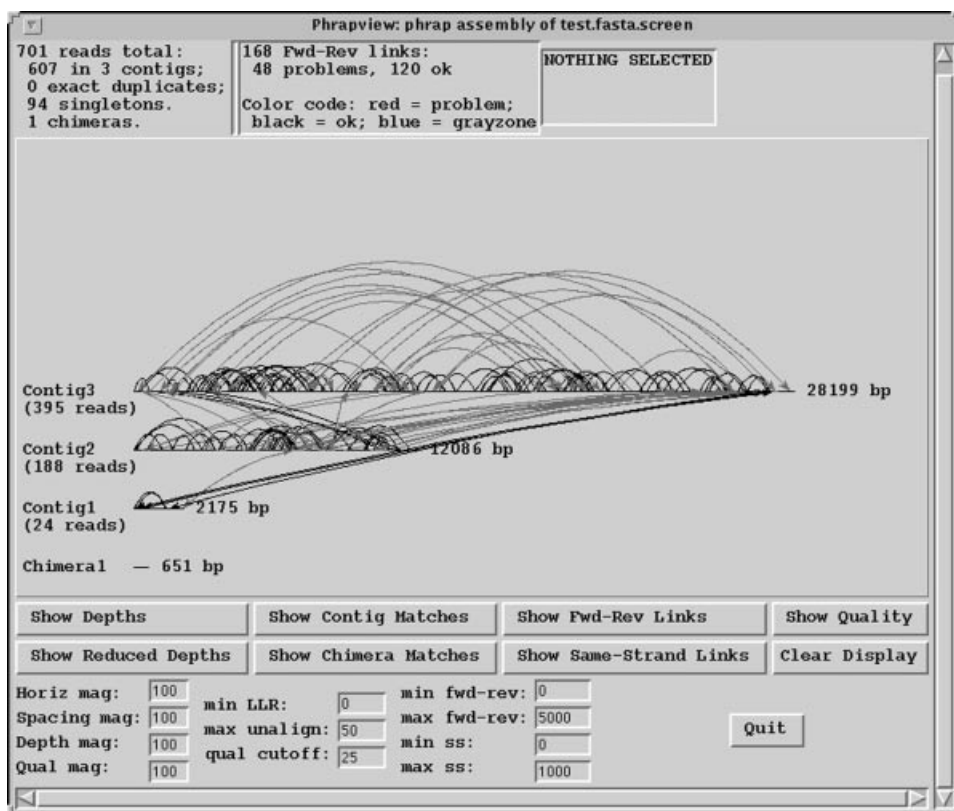 Phrapview: phrap assembly of test.fasta.screen
701 reads total:
607 in 3 contigs;
0 exact duplicates;
94 singletons.
1 chimeras.
168 Fwd-Rev links:
48 problems, 120 ok
Color code: red = problem;
black = ok; blue = grayzone
NOTHING SELECTED
Contig3
(395 reads)
28199 bp
Contig2
(188 reads)
12086 bp
Contig1
(24 reads)
2175 bp
Chimera1 — 651 bp
Show Depths Show Contig Matches Show Fwd-Rev Links Show Quality
Show Reduced Depths Show Chimera Matches Show Same-Strand Links Clear Display
Horiz mag: 100
Spacing mag: 100
Depth mag: 100
Qual mag: 100
min LLR: 0
max unalign: 50
qual cutoff: 25
min fwd-rev: 0
max fwd-rev: 5000
min ss: 0
max ss: 1000
Quit